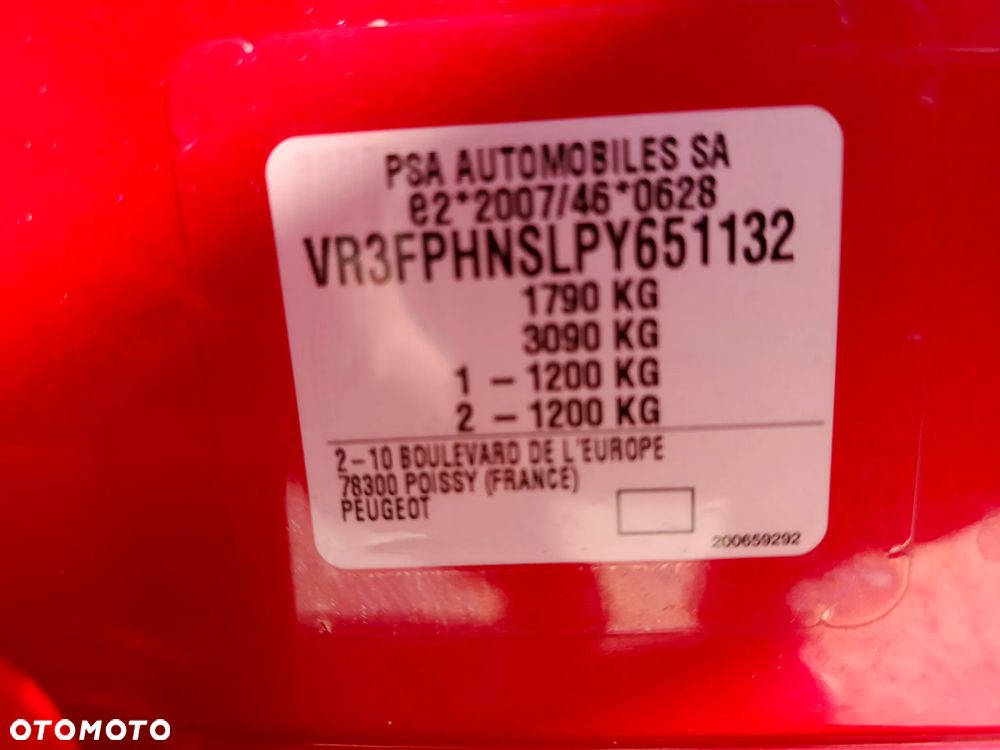 PSA AUTOMOBILES SA
e2*2007/46*0628
VR3FPHNSLPY651132
1790 KG
3090 KG
1 - 1200 KG
2 - 1200 KG
2-10 BOULEVARD DE L'EUROPE
78300 POISSY (FRANCE)
PEUGEOT
200659292
OTOMOTO